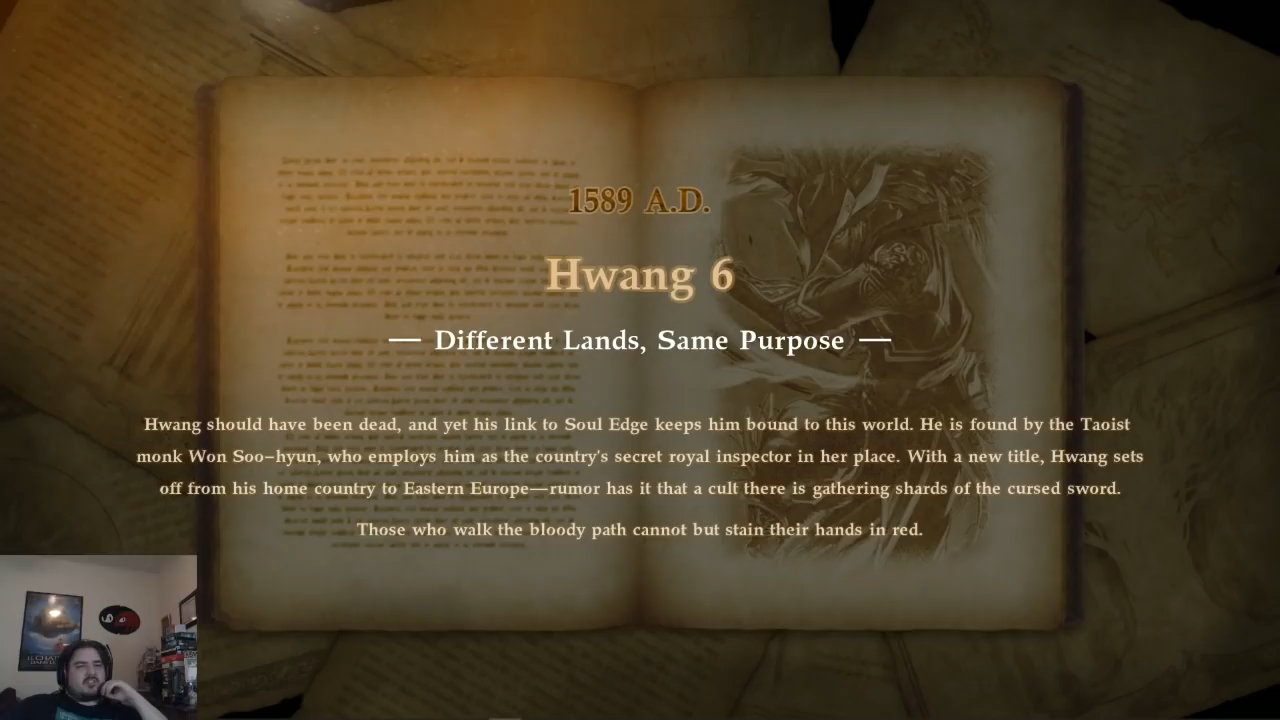 1589 A.D.
Hwang 6
— Different Lands, Same Purpose —
Hwang should have been dead, and yet his link to Soul Edge keeps him bound to this world. He is found by the Taoist
monk Won Soo-hyun, who employs him as the country's secret royal inspector in her place. With a new title, Hwang sets
off from his home country to Eastern Europe—rumor has it that a cult there is gathering shards of the cursed sword.
Those who walk the bloody path cannot but stain their hands in red.